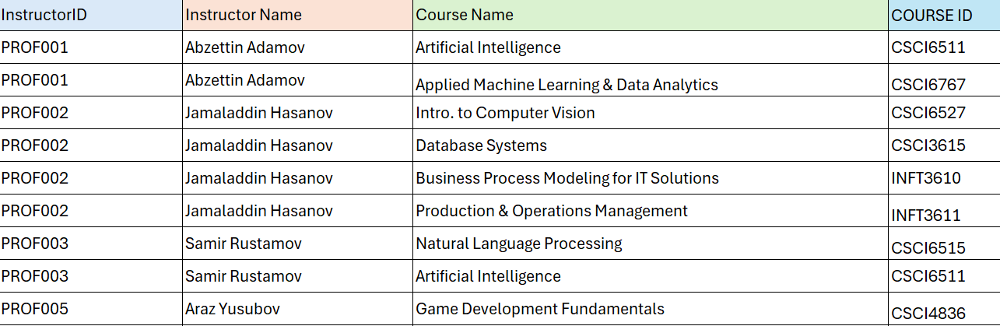 InstructorID Instructor Name Course Name COURSE ID
PROF001 Abzettin Adamov Artificial Intelligence CSCI6511
PROF001 Abzettin Adamov Applied Machine Learning & Data Analytics CSCI6767
PROF002 Jamaladdin Hasanov Intro. to Computer Vision CSCI6527
PROF002 Jamaladdin Hasanov Database Systems CSCI3615
PROF002 Jamaladdin Hasanov Business Process Modeling for IT Solutions INFT3610
PROF002 Jamaladdin Hasanov Production & Operations Management INFT3611
PROF003 Samir Rustamov Natural Language Processing CSCI6515
PROF003 Samir Rustamov Artificial Intelligence CSCI6511
PROF005 Araz Yusubov Game Development Fundamentals CSCI4836